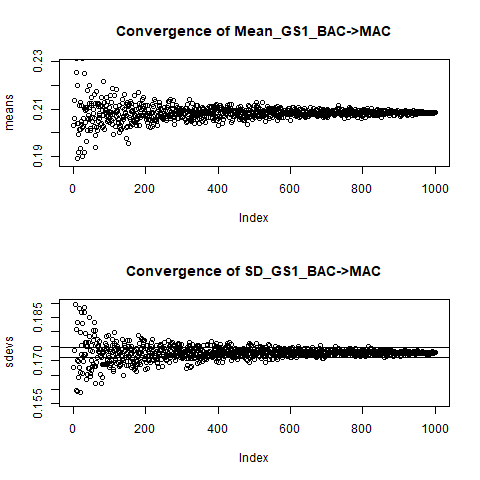 Convergence of Mean_GS1_BAC->MAC
means
0.23
0.21
0.19
0 200 400 600 800 1000
Index
Convergence of SD_GS1_BAC->MAC
sdevs
0.185
0.170
0.155
0 200 400 600 800 1000
Index